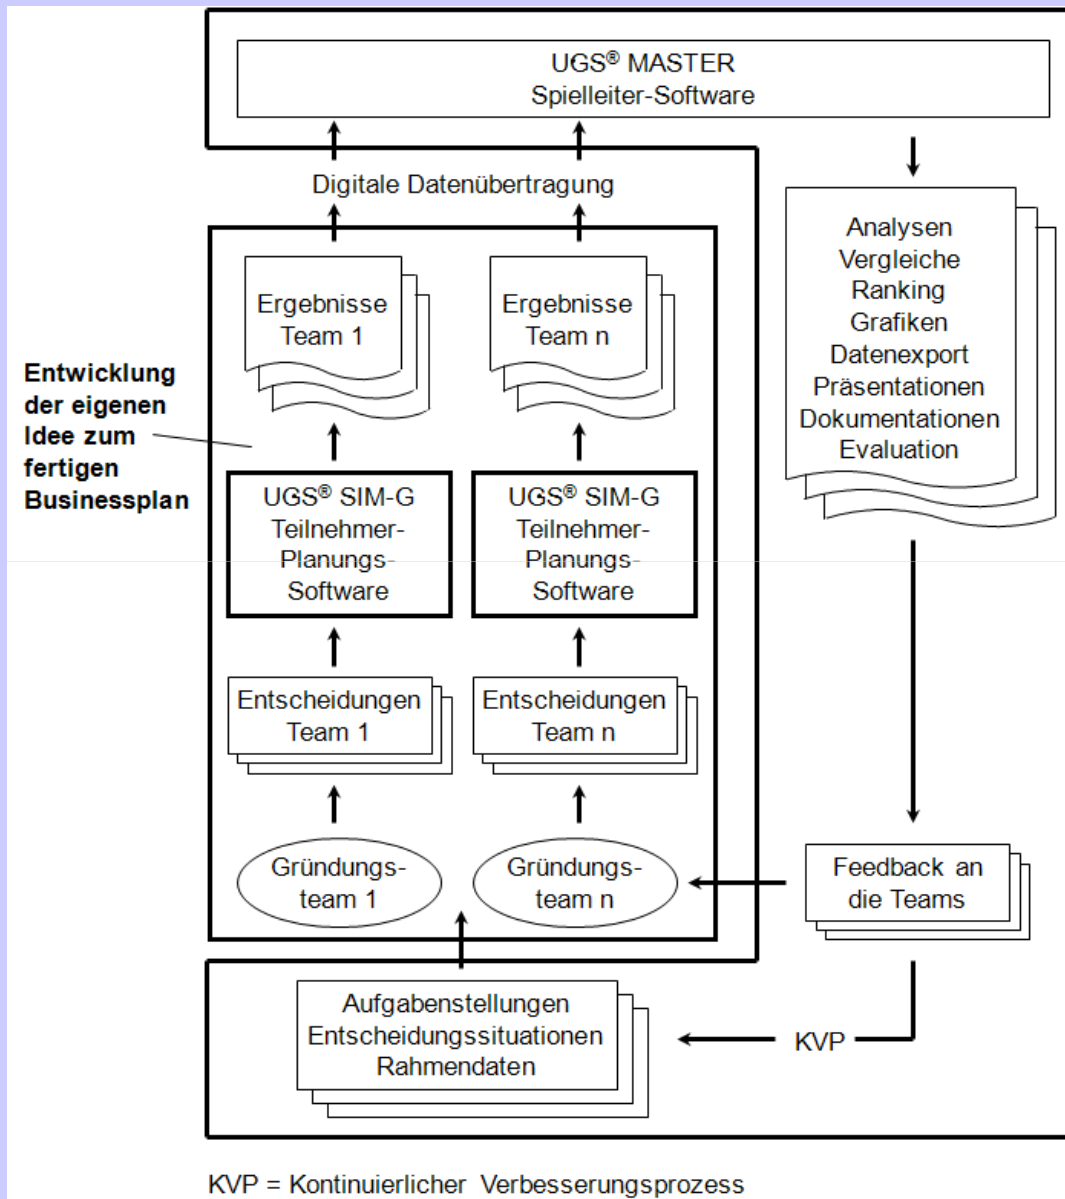 UGS® MASTER
Spielleiter-Software
Digitale Datenübertragung
Analysen
Vergleiche
Ranking
Grafiken
Datenexport
Präsentationen
Dokumentationen
Evaluation
Ergebnisse
Team 1
Ergebnisse
Team n
Entwicklung
der eigenen
Idee zum
fertigen
Businessplan
UGS® SIM-G
Teilnehmer-
Planungs-
Software
UGS® SIM-G
Teilnehmer-
Planungs-
Software
Entscheidungen
Team 1
Entscheidungen
Team n
Gründungs-
team 1
Gründungs-
team n
Feedback an
die Teams
Aufgabenstellungen
Entscheidungssituationen
Rahmendaten
KVP
KVP = Kontinuierlicher Verbesserungsprozess